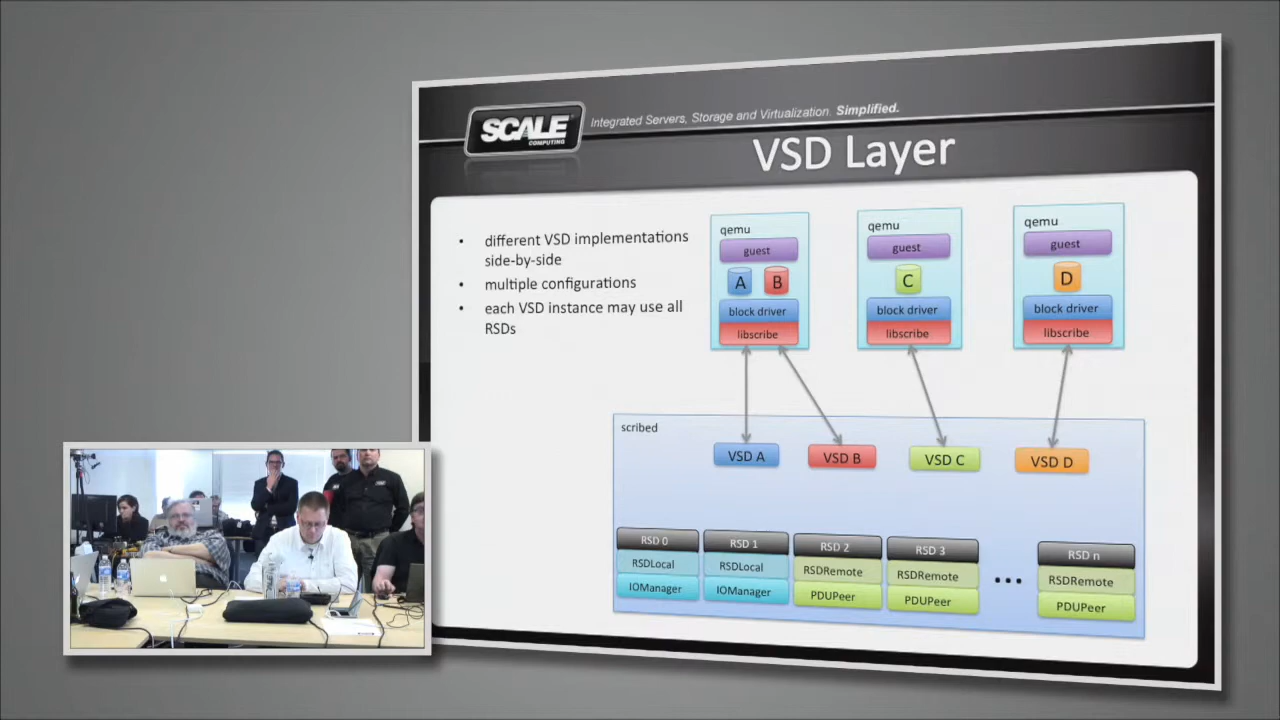 SCALE
COMPUTING
Integrated Servers, Storage and Virtualization. Simplified.
VSD Layer
• different VSD implementations
side-by-side
• multiple configurations
• each VSD instance may use all
RSDs
qemu
guest
A B
block driver
libscribe
qemu
guest
C
block driver
libscribe
qemu
guest
D
block driver
libscribe
scribed
VSD A
VSD B
VSD C
VSD D
RSD 0
RSDLocal
IOManager
RSD 1
RSDLocal
IOManager
RSD 2
RSDRemote
PDUPeer
RSD 3
RSDRemote
PDUPeer
...
RSD n
RSDRemote
PDUPeer